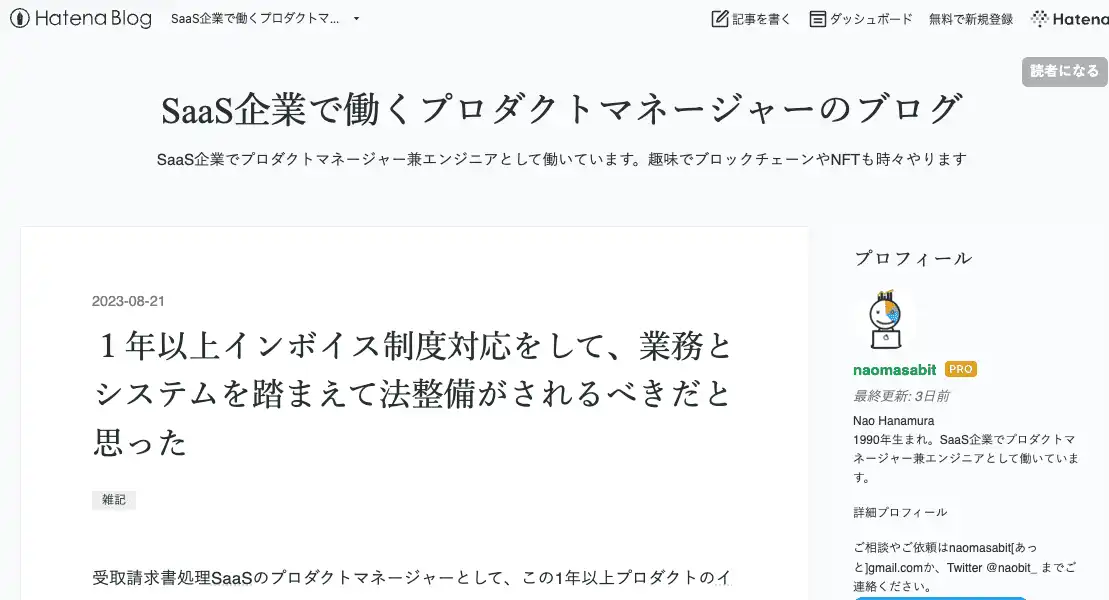 Hatena Blog
SaaS企業で働くプロダクトマ...
記事を書く
ダッシュボード
無料で新規登録
Hatena
読者になる
SaaS企業で働くプロダクトマネージャーのブログ
SaaS企業でプロダクトマネージャー兼エンジニアとして働いています。趣味でブロックチェーンやNFTも時々やります
2023-08-21
１年以上インボイス制度対応をして、業務と
システムを踏まえて法整備がされるべきだと
思った
雑記
受取請求書処理SaaSのプロダクトマネージャーとして、この1年以上プロダクトのイ
プロフィール
naomasabit PRO
最終更新: 3日前
Nao Hanamura
1990年生まれ。SaaS企業でプロダクトマ
ネージャー兼エンジニアとして働いていま
す。
詳細プロフィール
ご相談やご依頼はnaomasabit[あっ
と]gmail.comか、Twitter @naobit_ までご
連絡ください。